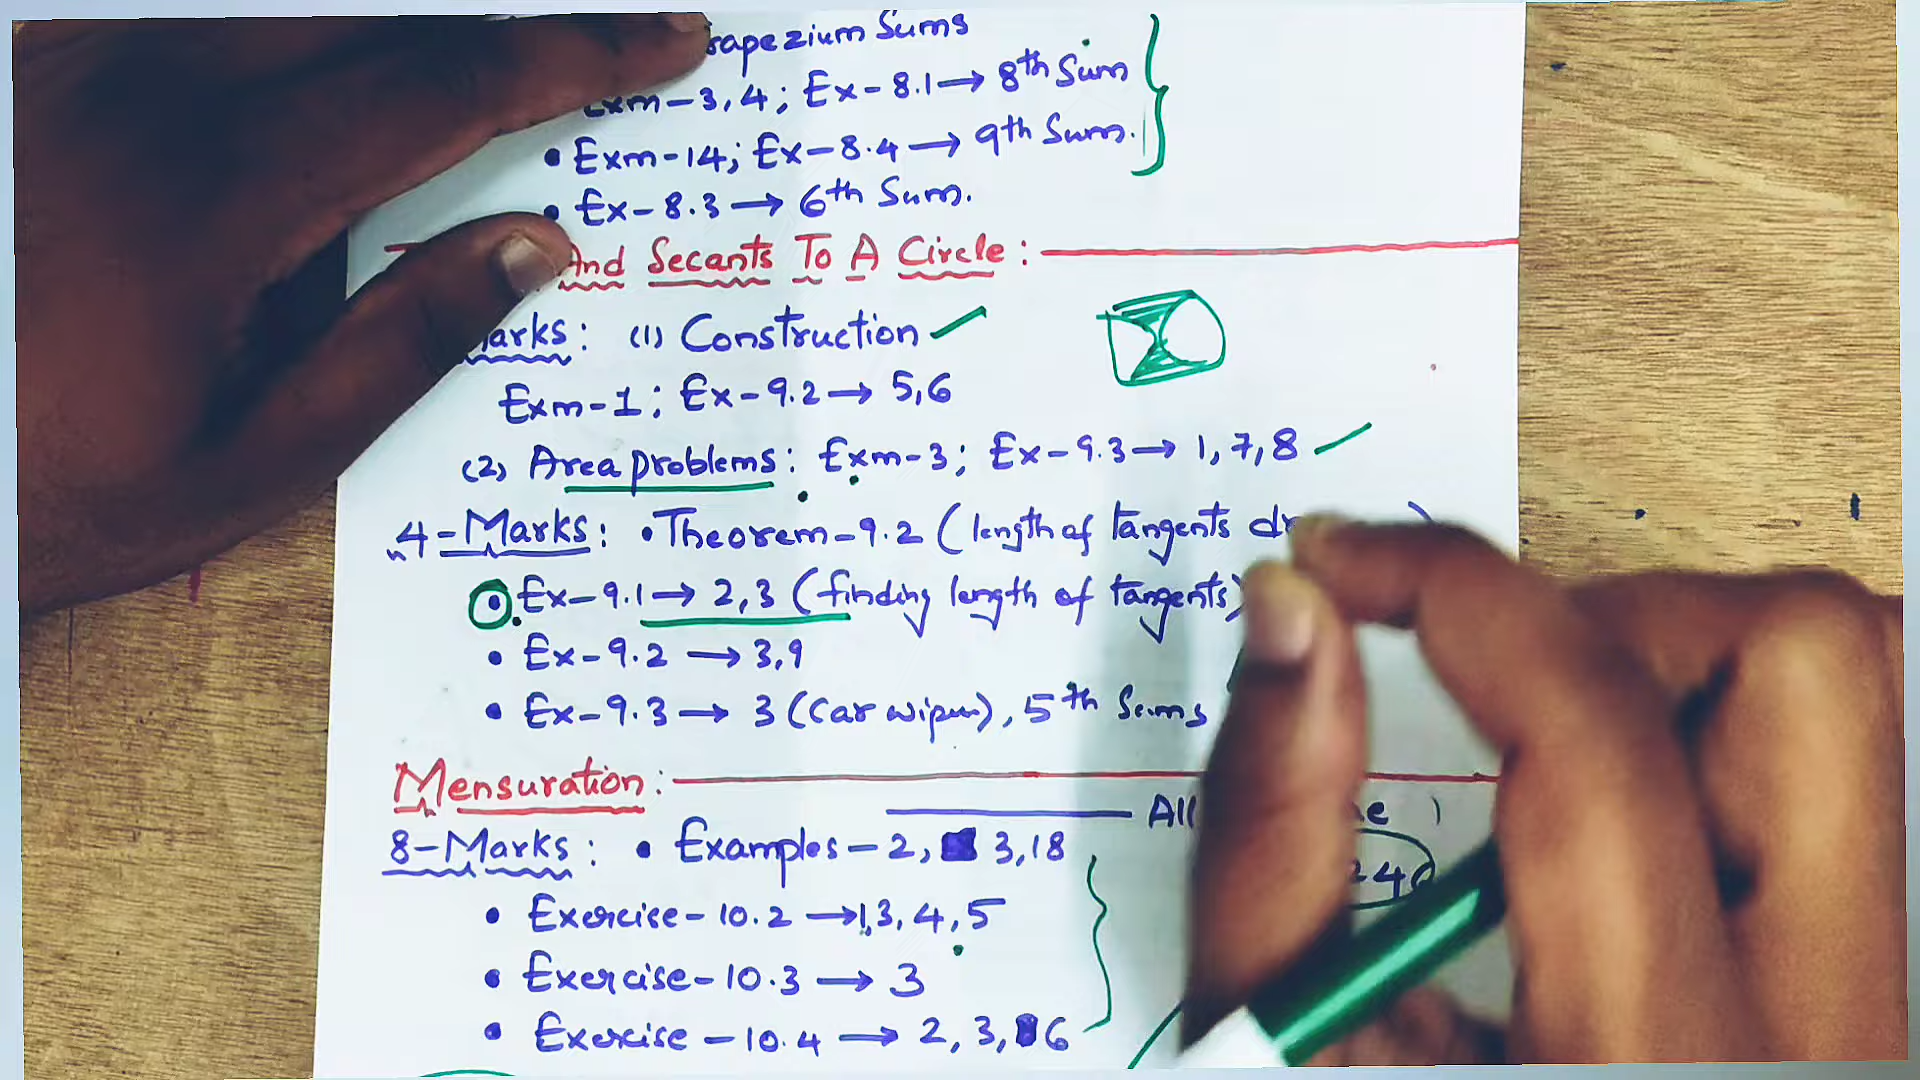 rapezium Sums
Exm-3,4; Ex-8.1→ 8th Sum
• Exm-14; Ex-8.4 → 9th Sum.
• Ex-8.3 → 6th Sum.
And Secants To A Circle:
arks: (1) Construction
Exm-1; Ex-9.2→ 5,6
(2) Area problems: Exm-3; Ex-9.3→ 1,7,8
4-Marks: • Theorem-9.2 (length of tangents dr )
• Ex-9.1→ 2,3 (finding length of tangents)
• Ex-9.2 → 3,9
• Ex-9.3 → 3 (Car wiper), 5th Sums
Mensuration:
All
8-Marks: • Examples-2, 3,18
• Exercise-10.2 →1,3,4,5
• Exercise-10.3 → 3
• Exercise-10.4 → 2,3, 6